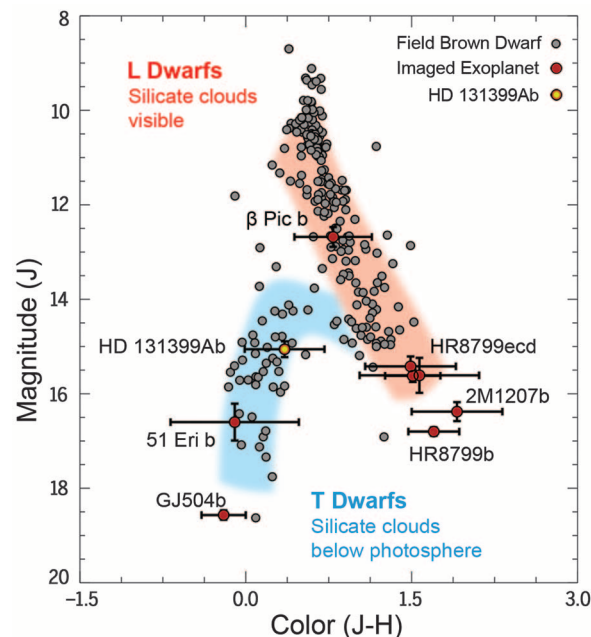 8
10
12
14
16
18
20
Magnitude (J)
L Dwarfs
Silicate clouds
visible
Field Brown Dwarf
Imaged Exoplanet
HD 131399Ab
β Pic b
HD 131399Ab
HR8799ecd
2M1207b
HR8799b
51 Eri b
GJ504b
T Dwarfs
Silicate clouds
below photosphere
-1.5
0.0
1.5
3.0
Color (J-H)